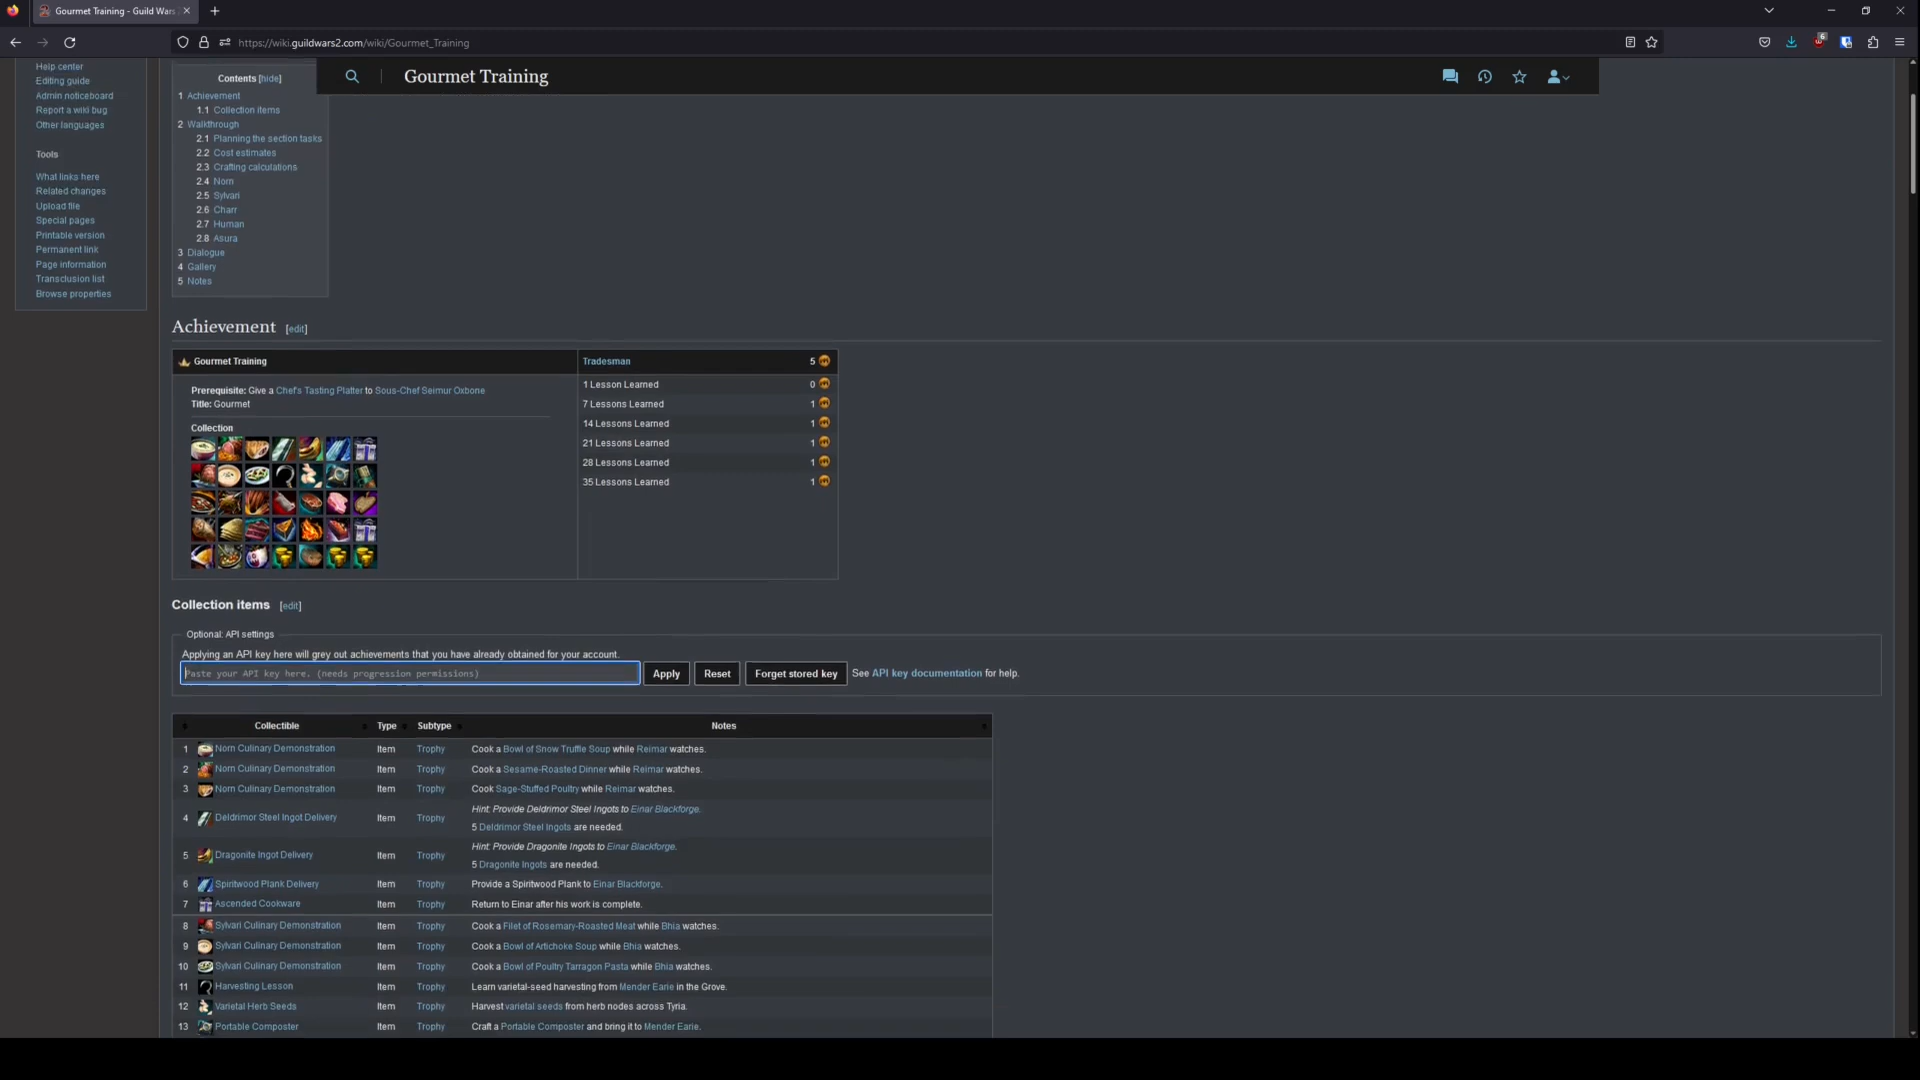 Gourmet Training - Guild Wars
https://wiki.guildwars2.com/wiki/Gourmet_Training
6
Help center
Editing guide
Admin noticeboard
Report a wiki bug
Other languages
Tools
What links here
Related changes
Upload file
Special pages
Printable version
Permanent link
Page information
Transclusion list
Browse properties
Contents [hide]
1 Achievement
1.1 Collection items
2 Walkthrough
2.1 Planning the section tasks
2.2 Cost estimates
2.3 Crafting calculations
2.4 Norn
2.5 Sylvari
2.6 Charr
2.7 Human
2.8 Asura
3 Dialogue
4 Gallery
5 Notes
Gourmet Training
Achievement [edit]
Gourmet Training
Prerequisite: Give a Chef's Tasting Platter to Sous-Chef Seimur Oxbone
Title: Gourmet
Collection
Tradesman 5
1 Lesson Learned 0
7 Lessons Learned 1
14 Lessons Learned 1
21 Lessons Learned 1
28 Lessons Learned 1
35 Lessons Learned 1
Collection items [edit]
Optional: API settings
Applying an API key here will grey out achievements that you have already obtained for your account.
Paste your API key here. (needs progression permissions) Apply Reset Forget stored key See API key documentation for help.
Collectible Type Subtype Notes
1 Norn Culinary Demonstration Item Trophy Cook a Bowl of Snow Truffle Soup while Reimar watches.
2 Norn Culinary Demonstration Item Trophy Cook a Sesame-Roasted Dinner while Reimar watches.
3 Norn Culinary Demonstration Item Trophy Cook Sage-Stuffed Poultry while Reimar watches.
4 Deldrimor Steel Ingot Delivery Item Trophy Hint: Provide Deldrimor Steel Ingots to Einar Blackforge.
5 Deldrimor Steel Ingots are needed.
5 Dragonite Ingot Delivery Item Trophy Hint: Provide Dragonite Ingots to Einar Blackforge.
5 Dragonite Ingots are needed.
6 Spiritwood Plank Delivery Item Trophy Provide a Spiritwood Plank to Einar Blackforge.
7 Ascended Cookware Item Trophy Return to Einar after his work is complete.
8 Sylvari Culinary Demonstration Item Trophy Cook a Filet of Rosemary-Roasted Meat while Bhia watches.
9 Sylvari Culinary Demonstration Item Trophy Cook a Bowl of Artichoke Soup while Bhia watches.
10 Sylvari Culinary Demonstration Item Trophy Cook a Bowl of Poultry Tarragon Pasta while Bhia watches.
11 Harvesting Lesson Item Trophy Learn varietal-seed harvesting from Mender Earie in the Grove.
12 Varietal Herb Seeds Item Trophy Harvest varietal seeds from herb nodes across Tyria.
13 Portable Composter Item Trophy Craft a Portable Composter and bring it to Mender Earie.